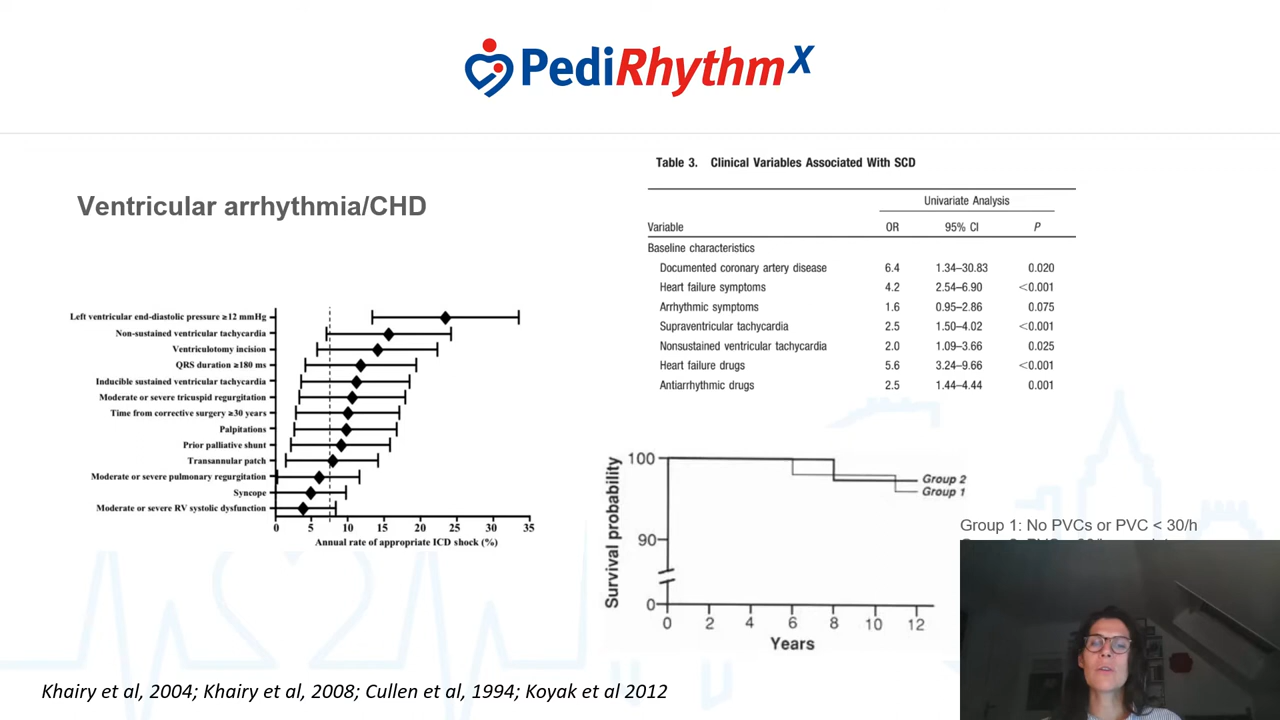 PediRhythm X
Ventricular arrhythmia/CHD
Left ventricular end-diastolic pressure ≥12 mmHg
Non-sustained ventricular tachycardia
Ventriculotomy incision
QRS duration ≥180 ms
Inducible sustained ventricular tachycardia
Moderate or severe tricuspid regurgitation
Time from corrective surgery ≥30 years
Palpitations
Prior palliative shunt
Transannular patch
Moderate or severe pulmonary regurgitation
Syncope
Moderate or severe RV systolic dysfunction
0 5 10 15 20 25 30 35
Annual rate of appropriate ICD shock (%)
Table 3. Clinical Variables Associated With SCD
Univariate Analysis
Variable OR 95% CI P
Baseline characteristics
Documented coronary artery disease 6.4 1.34–30.83 0.020
Heart failure symptoms 4.2 2.54–6.90 <0.001
Arrhythmic symptoms 1.6 0.95–2.86 0.075
Supraventricular tachycardia 2.5 1.50–4.02 <0.001
Nonsustained ventricular tachycardia 2.0 1.09–3.66 0.025
Heart failure drugs 5.6 3.24–9.66 <0.001
Antiarrhythmic drugs 2.5 1.44–4.44 0.001
Survival probability
100
90
0
Group 2
Group 1
0 2 4 6 8 10 12
Years
Group 1: No PVCs or PVC < 30/h
Khairy et al, 2004; Khairy et al, 2008; Cullen et al, 1994; Koyak et al 2012